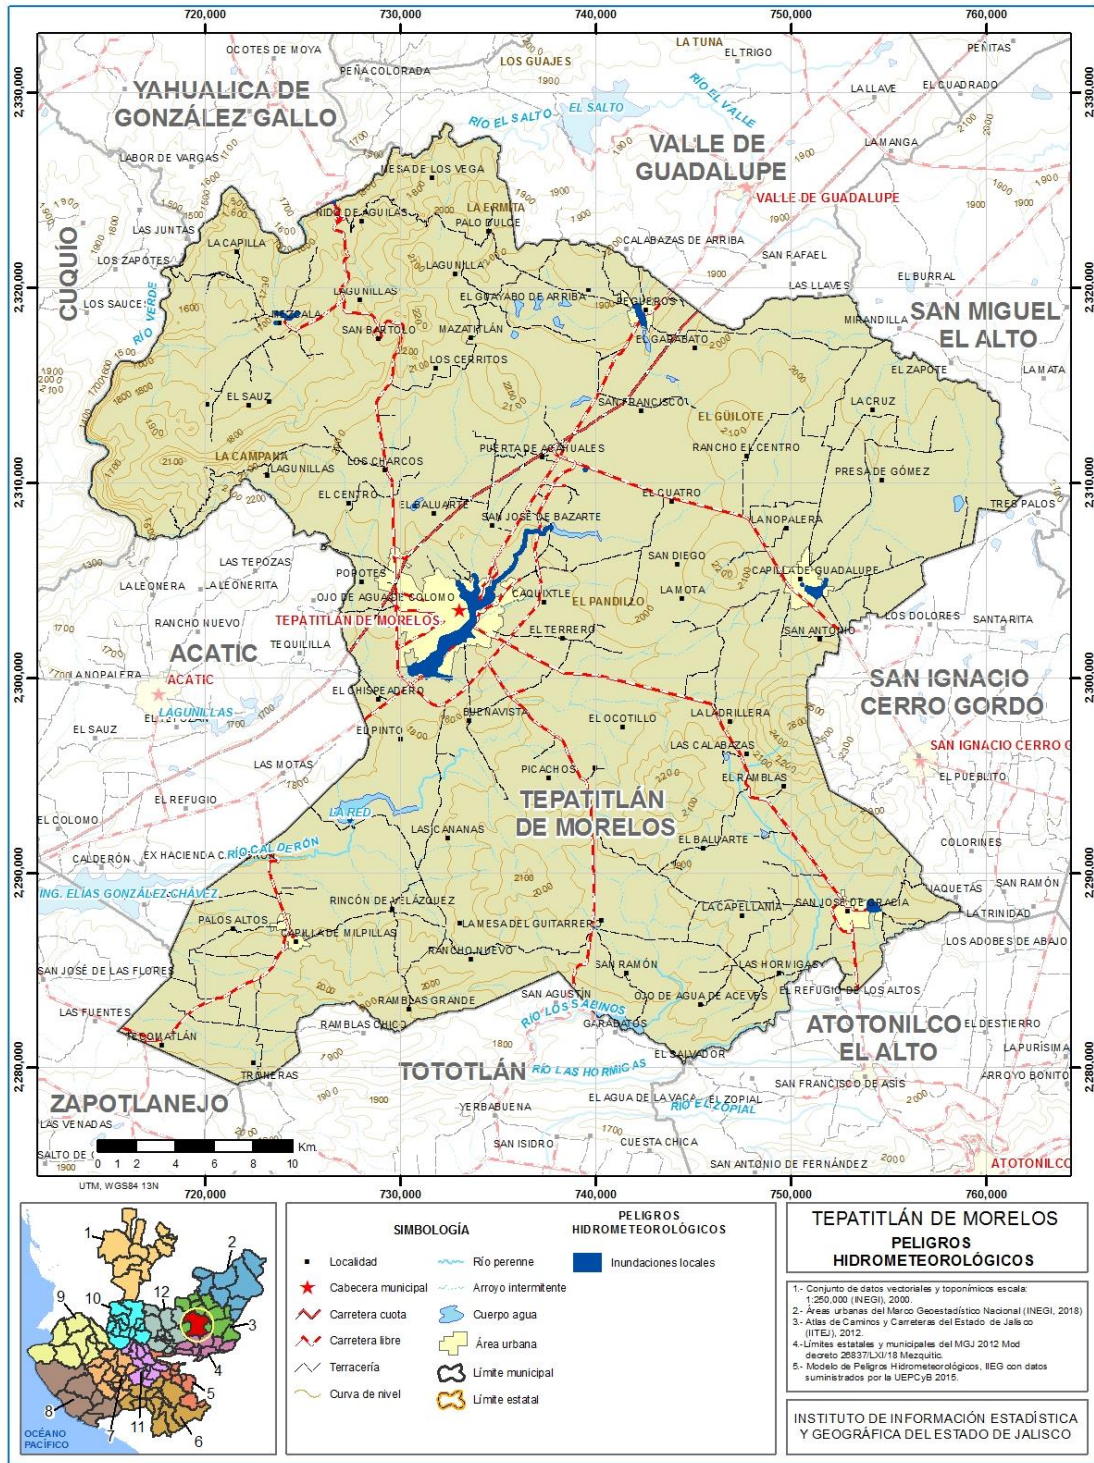 720,000
730,000
740,000
750,000
760,000
2,330,000
2,320,000
2,310,000
2,300,000
2,290,000
2,280,000
OCOTES DE MOYA
PEÑA COLORADA
LOS GUAJES
LA TUNA
EL TRIGO
PEÑITAS
YAHUALICA DE
GONZÁLEZ GALLO
RÍO EL SALTO
EL SALTO
RÍO EL VALLE
LA LLAVE
EL CUADRADO
LABOR DE VARGAS
VALLE DE
GUADALUPE
LA MANGA
MESA DE LOS VEGA
VALLE DE GUADALUPE
CUQUÍO
LAS JUNTAS
NIDO DE AGUILAS
LA ERMITA
PALO DULCE
LA CAPILLA
CALABAZAS DE ARRIBA
SAN RAFAEL
LOS ZAPOTES
LAGUNILLA
EL BURRAL
LAS LLAVES
LAGUNILLAS
EL GUAYABO DE ARRIBA
PEGUEROS
RÍO VERDE
MEZCALA
SAN BARTOLO
MAZATITLÁN
EL GARABATO
MIRANDILLA
SAN MIGUEL
EL ALTO
LOS CERRITOS
EL ZAPOTE
LA MATA
EL SAUZ
SAN FRANCISCO
EL GÜILOTE
LA CRUZ
LA CAMPANA
LAGUNILLAS
LOS CHARCOS
PUERTA DE ACAHUALES
RANCHO EL CENTRO
PRESA DE GÓMEZ
EL CENTRO
EL BALUARTE
SAN JOSE DE BAZARTE
EL CUATRO
LA NOPALERA
TRES PALOS
LAS TEPOZAS
POPOTES
SAN DIEGO
CAPILLA DE GUADALUPE
LA LEONERA
LA LEONERITA
OJO DE AGUA DE COLOMO
CAQUIXTLE
EL PANDILLO
LA MOTA
RANCHO NUEVO
TEPATITLÁN DE MORELOS
EL TERRERO
SAN ANTONIO
LOS DOLORES
SANTA RITA
ACATIC
TEQUILILLA
LA NOPALERA
ACATIC
EL CHISPEADERO
SAN IGNACIO
CERRO GORDO
LAGUNILLAS
BUENAVISTA
EL OCOTILLO
LA LADRILLERA
EL SAUZ
EL PINTO
LAS CALABAZAS
SAN IGNACIO CERRO G
LAS MOTAS
PICACHOS
EL RAMBLAS
EL PUEBLITO
EL REFUGIO
TEPATITLÁN
DE MORELOS
EL COLOMO
LA RED
LAS CANANAS
EL BALUARTE
COLORINES
CALDERÓN
RÍO CALDERÓN
ING. ELÍAS GONZÁLEZ CHÁVEZ
RINCÓN DE VELÁZQUEZ
SAN RAMÓN
PALOS ALTOS
LA MESA DEL GUITARRERO
LA CAPELLANÍA
SAN JOSÉ DE GRACIA
LA TRINIDAD
CAPILLA DE MILPILLAS
RANCHO NUEVO
LOS ADOBES DE ABAJO
SAN JOSÉ DE LAS FLORES
SAN RAMÓN
LAS HORMIGAS
SAN AGUSTÍN
OJO DE AGUA DE ACEVES
EL REFUGIO DE LOS ALTOS
LAS FUENTES
RAMBLAS GRANDE
RÍO LOS SABINOS
TECOMATLÁN
RAMBLAS CHICO
GARABATOS
ATOTONILCO
EL ALTO
EL DESTIERRO
TRONERAS
TOTOTLÁN
EL SALVADOR
LA PURÍSIMA
RÍO LAS HORMIGAS
SAN FRANCISCO DE ASÍS
ARROYO BONITO
ZAPOTLANEJO
YERBABUENA
EL AGUA DE LA VACA
EL ZOPIAL
RÍO EL ZOPIAL
LAS VENADAS
SAN ISIDRO
CUESTA CHICA
SAN ANTONIO DE FERNÁNDEZ
ATOTONILCO
0 1 2 4 6 8 10 Km
UTM, WGS84 13N
720,000
730,000
740,000
750,000
760,000
1
2
3
4
5
6
7
8
9
10
11
12
OCÉANO
PACÍFICO
SIMBOLOGÍA
Localidad
Cabecera municipal
Carretera cuota
Carretera libre
Terracería
Curva de nivel
Río perenne
Arroyo intermitente
Cuerpo agua
Área urbana
Límite municipal
Límite estatal
PELIGROS
HIDROMETEOROLÓGICOS
Inundaciones locales
TEPATITLÁN DE MORELOS
PELIGROS
HIDROMETEOROLÓGICOS
1.- Conjunto de datos vectoriales y toponímicos escala:
1:250,000 (INEGI), 2000.
2.- Áreas urbanas del Marco Geoestadístico Nacional (INEGI, 2018)
3.- Atlas de Caminos y Carreteras del Estado de Jalisco
(IITEJ), 2012.
4.-Límites estatales y municipales del MGJ 2012 Mod
decreto 26837/LXI/18 Mezquitic.
5.- Modelo de Peligros Hidrometeorológicos, IIEG con datos
suministrados por la UEPCyB 2015.
INSTITUTO DE INFORMACIÓN ESTADÍSTICA
Y GEOGRÁFICA DEL ESTADO DE JALISCO